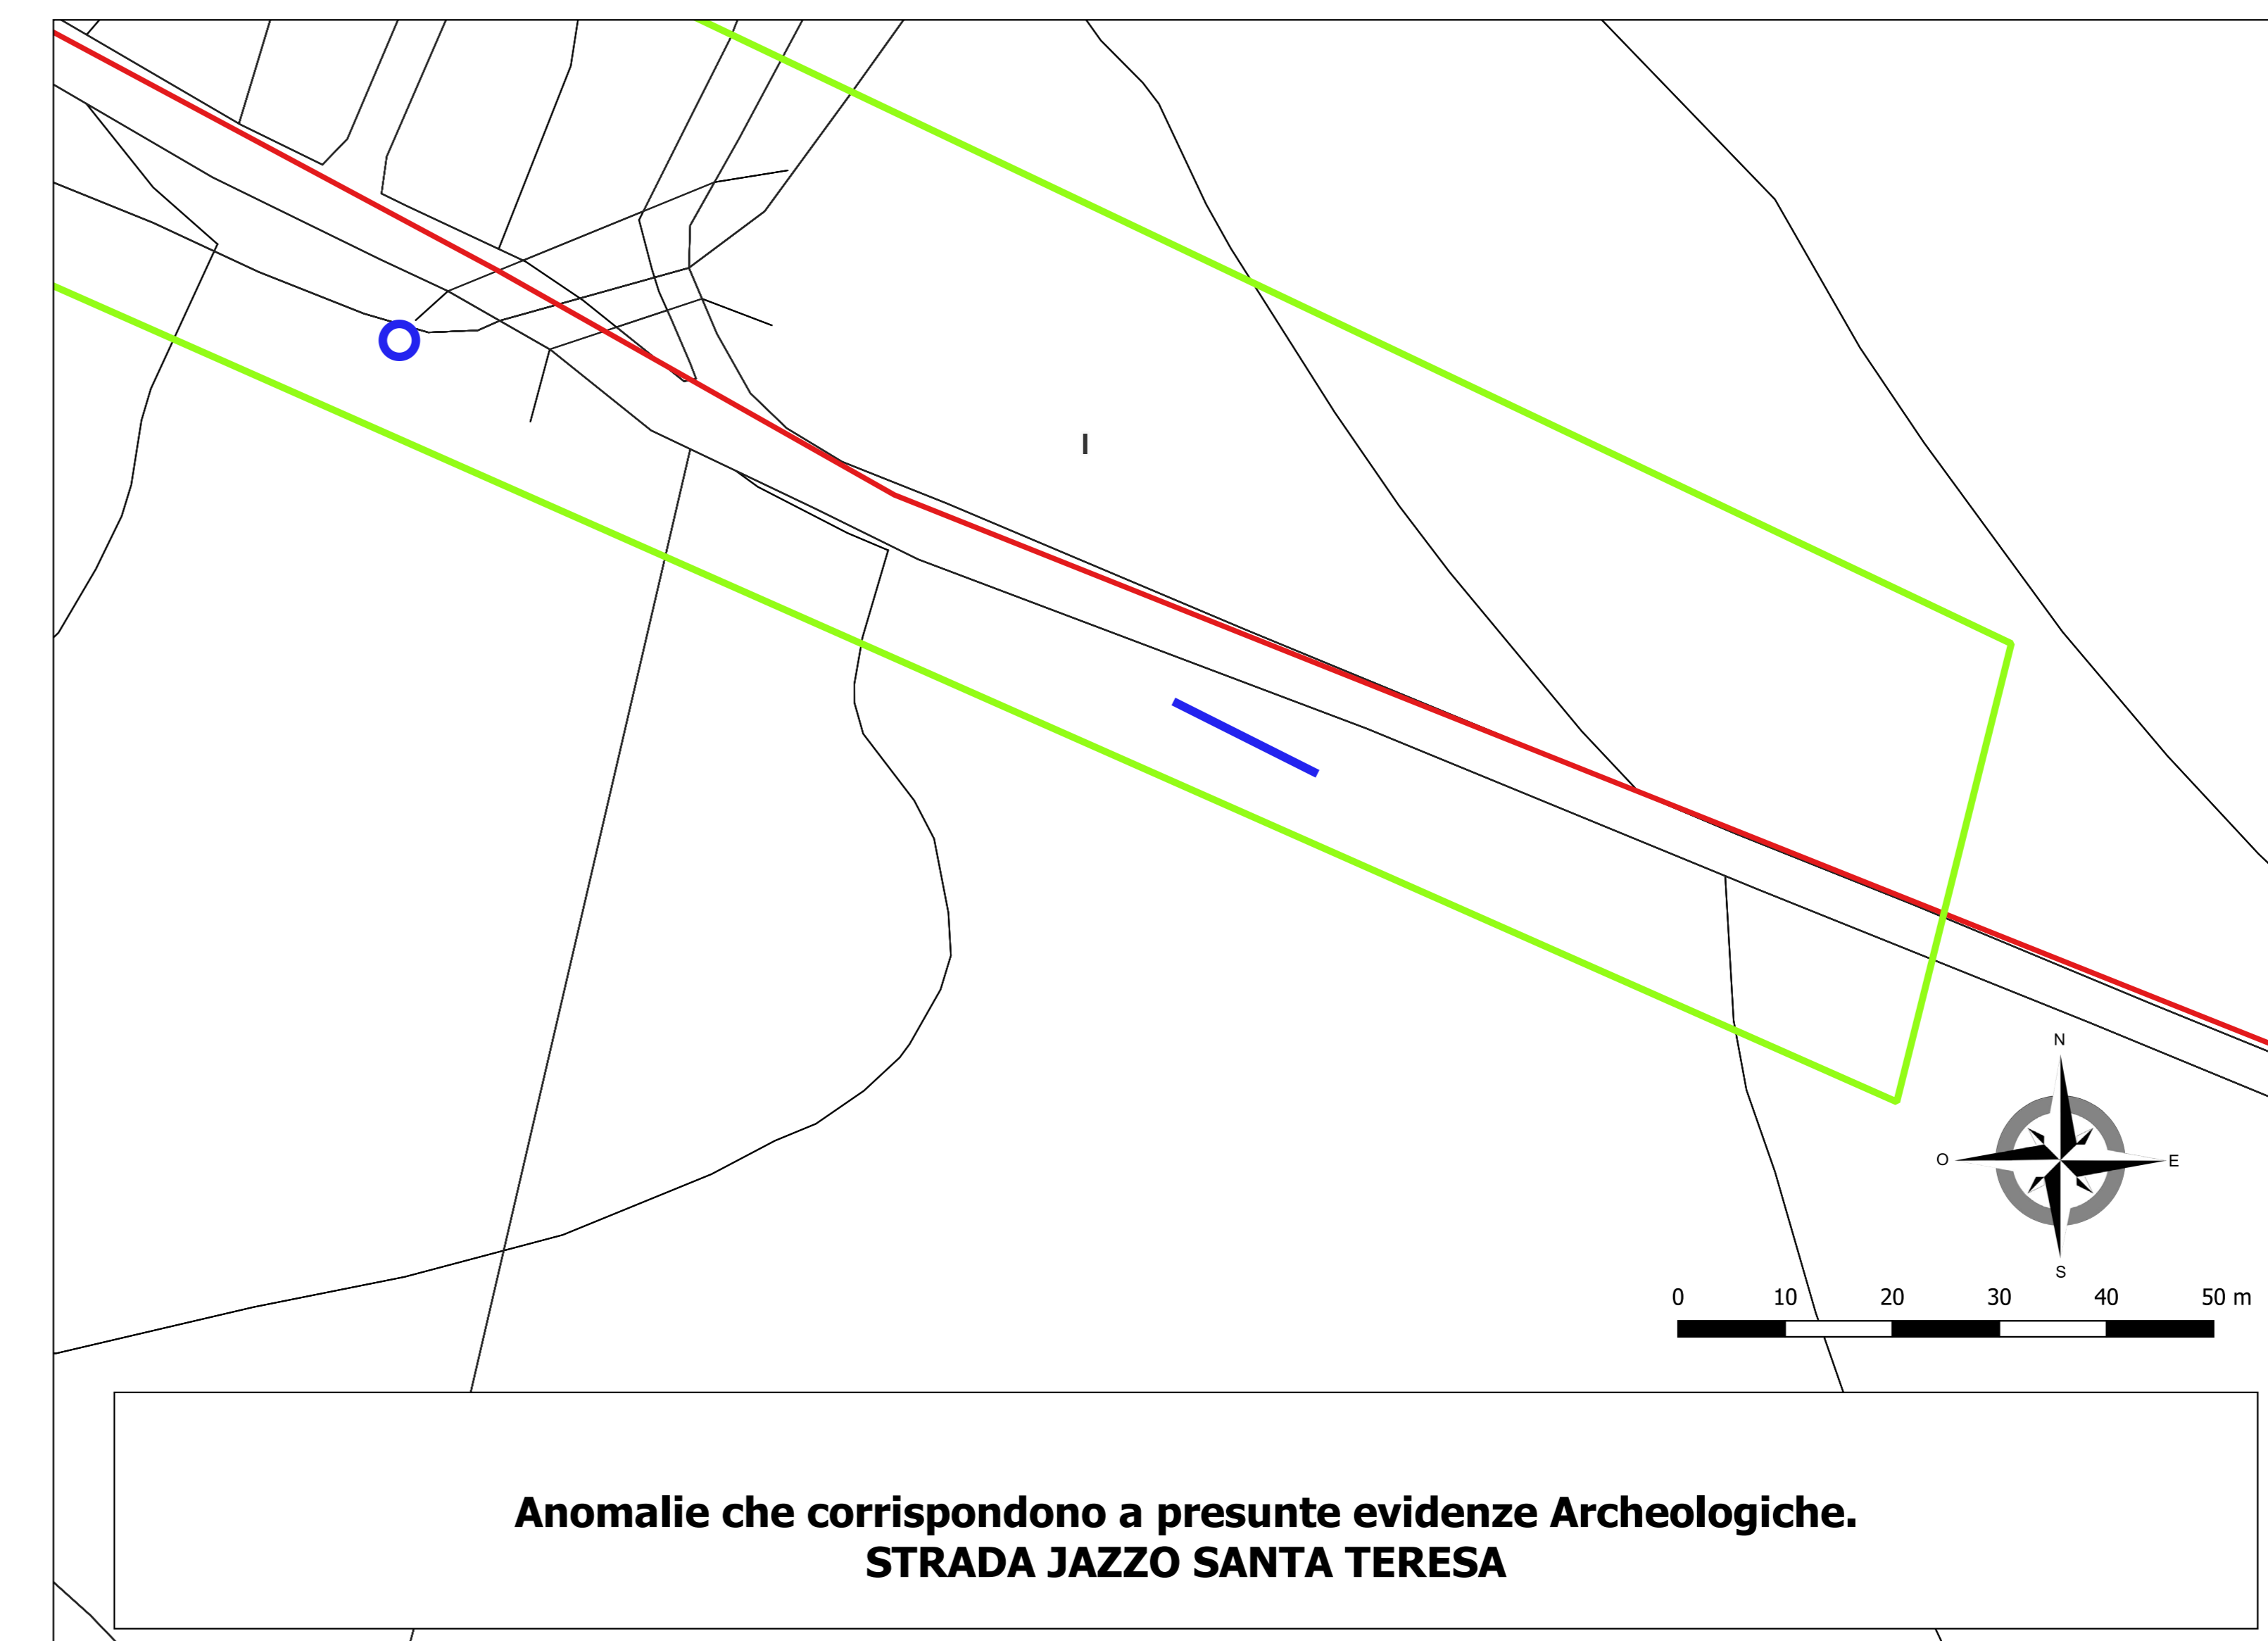 I
N
O
E
S
0 10 20 30 40 50 m
Anomalie che corrispondono a presunte evidenze Archeologiche.
STRADA JAZZO SANTA TERESA